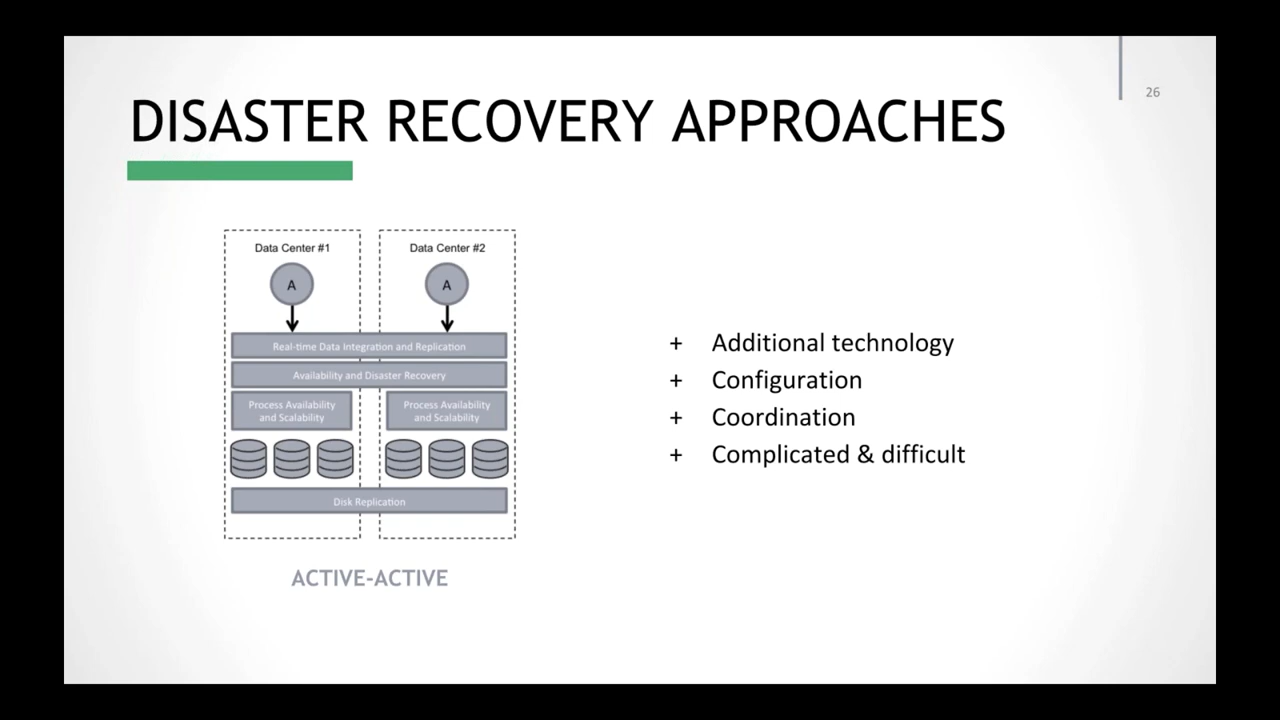 26
DISASTER RECOVERY APPROACHES
Data Center #1
Data Center #2
A
A
Real-time Data Integration and Replication
Availability and Disaster Recovery
Process Availability
and Scalability
Process Availability
and Scalability
Disk Replication
ACTIVE-ACTIVE
+ Additional technology
+ Configuration
+ Coordination
+ Complicated & difficult